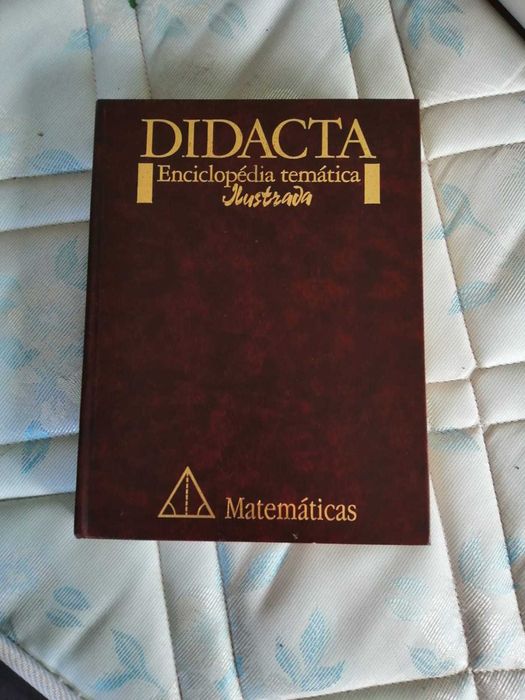 DIDACTA
Enciclopédia temática
Ilustrada
Matemáticas